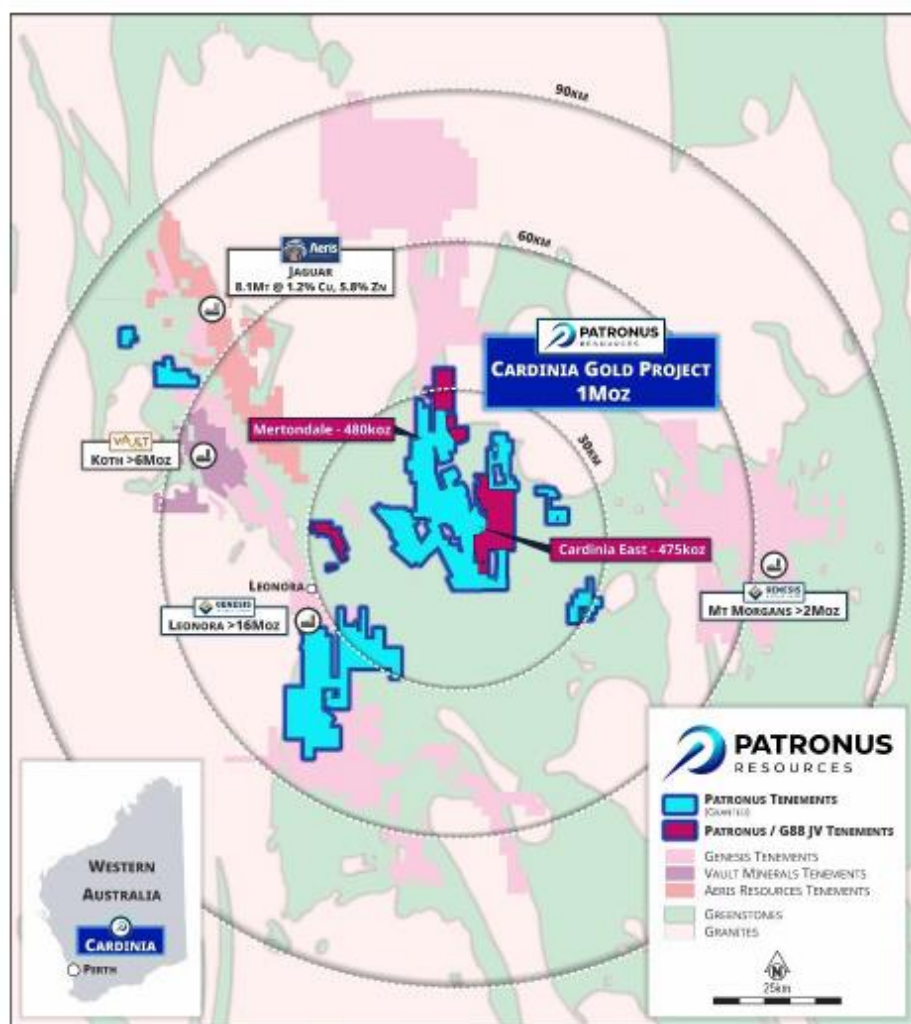 90KM
60KM
Aeris
JAGUAR
8.1MT @ 1.2% CU, 5.8% ZN
PATRONUS
RESOURCES
CARDINIA GOLD PROJECT
1MOZ
30KM
Mertondale - 480koz
VAULT
KOTH >6MOZ
Cardinia East - 475koz
LEONORA
GENESIS
LEONORA >16MOZ
GENESIS
MT MORGANS >2MOZ
PATRONUS
RESOURCES
PATRONUS TENEMENTS
(GRANTED)
PATRONUS / G88 JV TENEMENTS
GENESIS TENEMENTS
VAULT MINERALS TENEMENTS
AERIS RESOURCES TENEMENTS
GREENSTONES
GRANITES
N
25km
WESTERN
AUSTRALIA
CARDINIA
PERTH